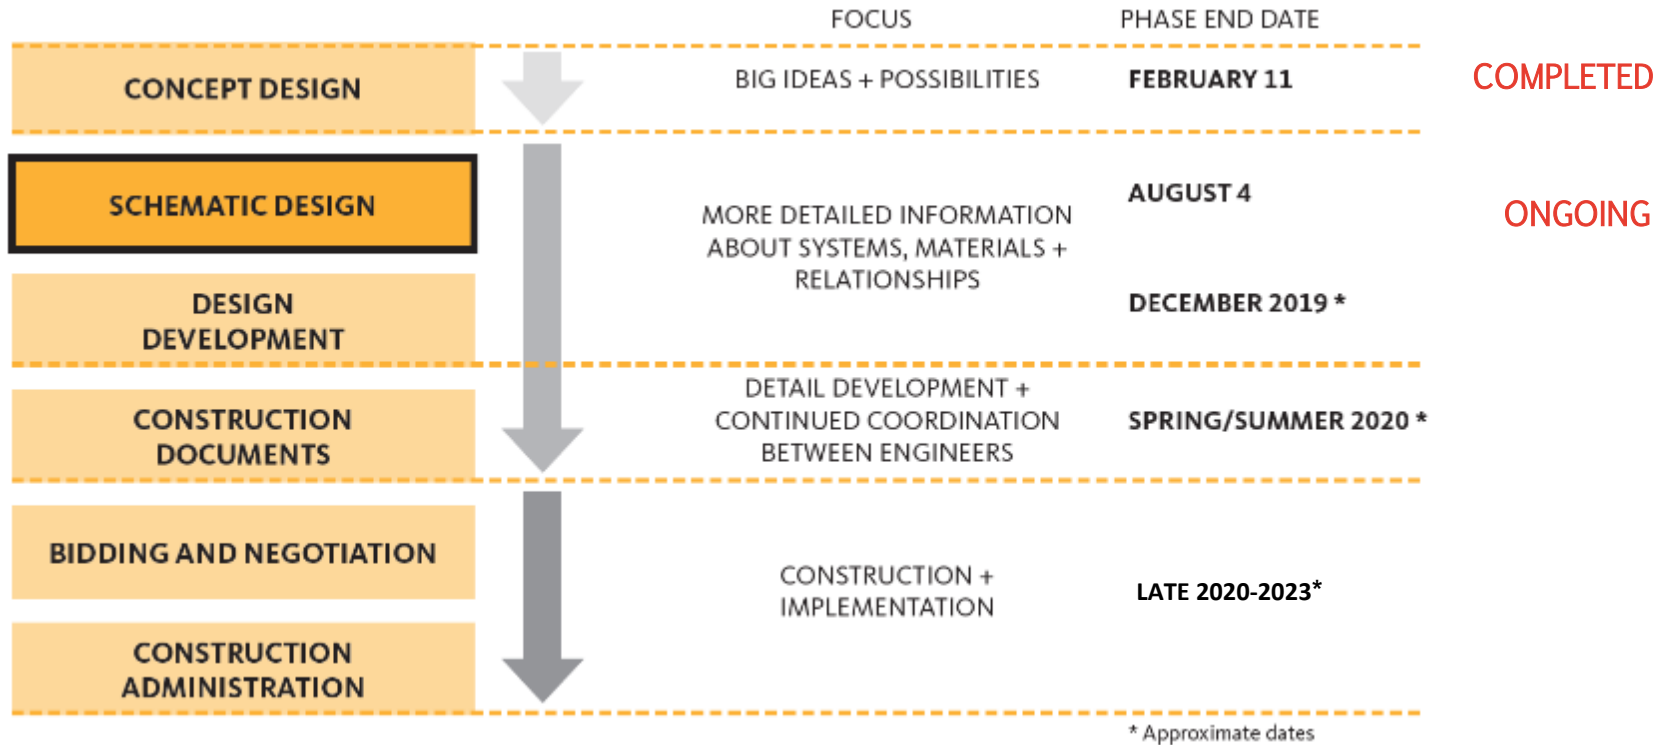 FOCUS
PHASE END DATE
CONCEPT DESIGN
BIG IDEAS + POSSIBILITIES
FEBRUARY 11
COMPLETED
SCHEMATIC DESIGN
MORE DETAILED INFORMATION
ABOUT SYSTEMS, MATERIALS +
RELATIONSHIPS
AUGUST 4
ONGOING
DESIGN
DEVELOPMENT
DECEMBER 2019 *
CONSTRUCTION
DOCUMENTS
DETAIL DEVELOPMENT +
CONTINUED COORDINATION
BETWEEN ENGINEERS
SPRING/SUMMER 2020 *
BIDDING AND NEGOTIATION
CONSTRUCTION +
IMPLEMENTATION
LATE 2020-2023*
CONSTRUCTION
ADMINISTRATION
* Approximate dates